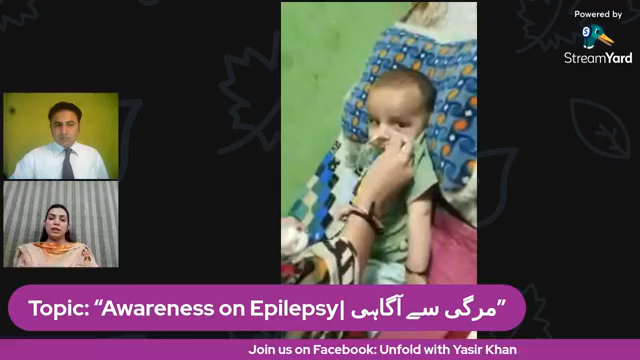 Powered by
StreamYard
Topic: “Awareness on Epilepsy| مرگی سے آگاہی”
Join us on Facebook: Unfold with Yasir Khan